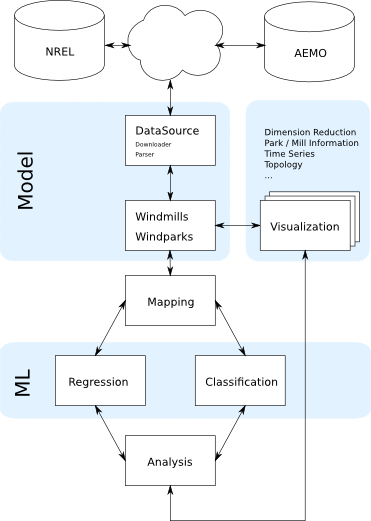 NREL
AEMO
Model
DataSource
Downloader
Parser
Dimension Reduction
Park / Mill Information
Time Series
Topology
...
Windmills
Windparks
Visualization
Mapping
ML
Regression
Classification
Analysis